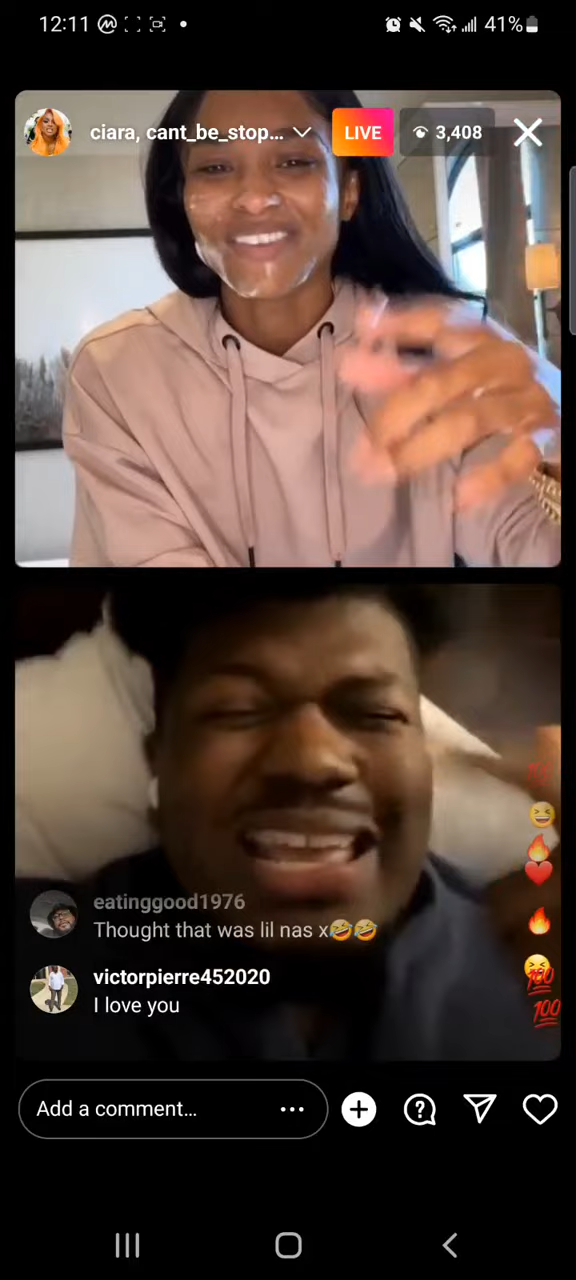 12:11 41%
ciara, cant_be_stop... LIVE 3,408
eatinggood1976
Thought that was lil nas x🤣🤣
victorpierre452020
I love you
Add a comment...